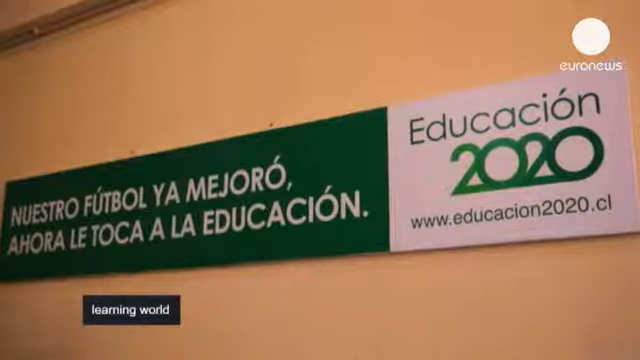 euronews
Educación
2020
www.educacion2020.cl
NUESTRO FÚTBOL YA MEJORÓ,
AHORA LE TOCA A LA EDUCACIÓN.
learning world